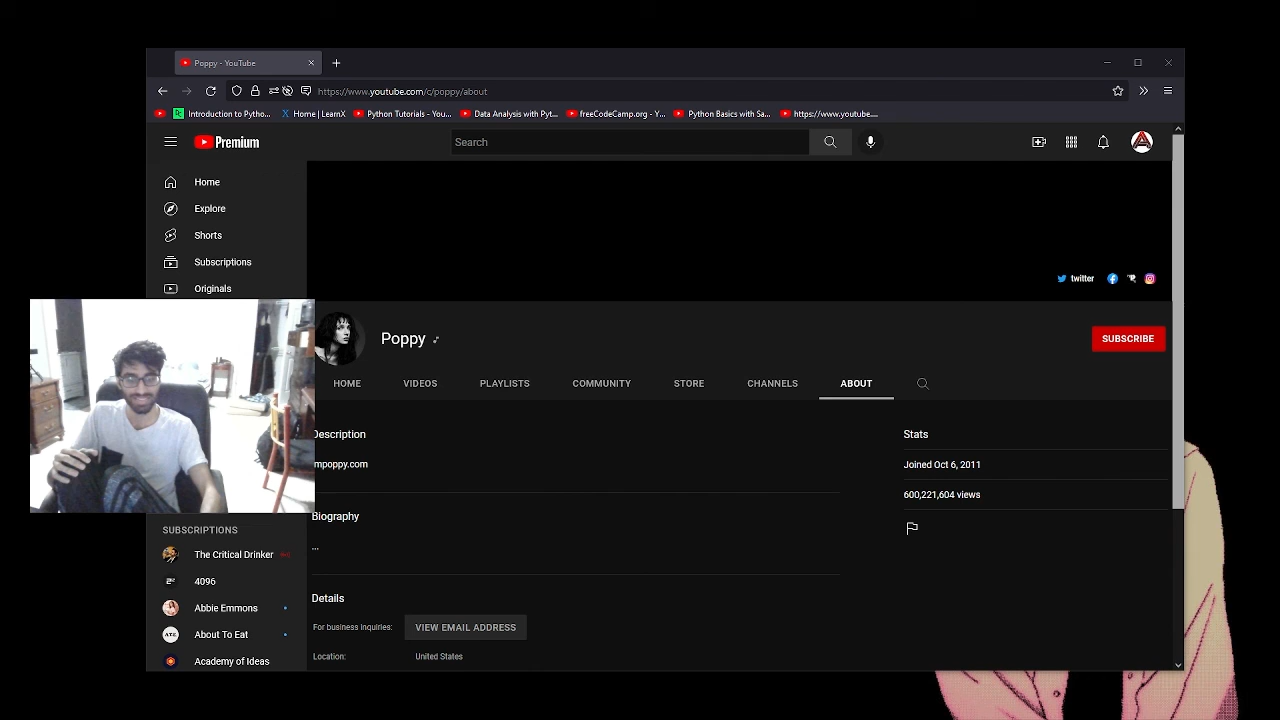 Poppy - YouTube
https://www.youtube.com/c/poppy/about
Introduction to Pytho... Home | LearnX Python Tutorials - You... Data Analysis with Pyt... freeCodeCamp.org - Y... Python Basics with Sa... https://www.youtube....
Premium
Search
Home
Explore
Shorts
Subscriptions
Originals
twitter
Poppy
SUBSCRIBE
HOME VIDEOS PLAYLISTS COMMUNITY STORE CHANNELS ABOUT
Description
mpoppy.com
Biography
...
Details
For business inquiries: VIEW EMAIL ADDRESS
Location: United States
Stats
Joined Oct 6, 2011
600,221,604 views
SUBSCRIPTIONS
The Critical Drinker
4096
Abbie Emmons
About To Eat
Academy of Ideas